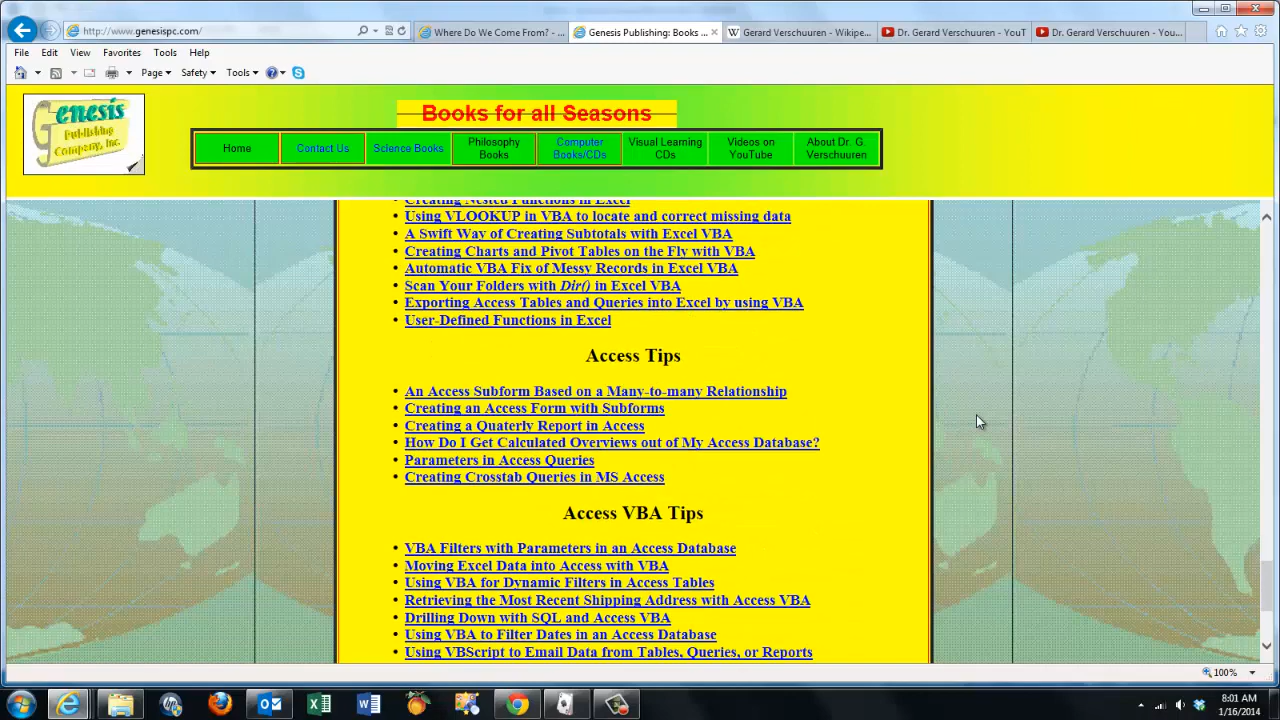 http://www.genesispc.com/
Where Do We Come From? - ...
Genesis Publishing: Books ...
Gerard Verschuuren - Wikipe...
Dr. Gerard Verschuuren - YouT
Dr. Gerard Verschuuren - You...
File Edit View Favorites Tools Help
Page Safety Tools
Genesis
Publishing
Company, Inc.
Books for all Seasons
Home
Contact Us
Science Books
Philosophy
Books
Computer
Books/CDs
Visual Learning
CDs
Videos on
YouTube
About Dr. G.
Verschuuren
• Creating Nested Functions in Excel
• Using VLOOKUP in VBA to locate and correct missing data
• A Swift Way of Creating Subtotals with Excel VBA
• Creating Charts and Pivot Tables on the Fly with VBA
• Automatic VBA Fix of Messy Records in Excel VBA
• Scan Your Folders with Dir() in Excel VBA
• Exporting Access Tables and Queries into Excel by using VBA
• User-Defined Functions in Excel
Access Tips
• An Access Subform Based on a Many-to-many Relationship
• Creating an Access Form with Subforms
• Creating a Quaterly Report in Access
• How Do I Get Calculated Overviews out of My Access Database?
• Parameters in Access Queries
• Creating Crosstab Queries in MS Access
Access VBA Tips
• VBA Filters with Parameters in an Access Database
• Moving Excel Data into Access with VBA
• Using VBA for Dynamic Filters in Access Tables
• Retrieving the Most Recent Shipping Address with Access VBA
• Drilling Down with SQL and Access VBA
• Using VBA to Filter Dates in an Access Database
• Using VBScript to Email Data from Tables, Queries, or Reports
100%
8:01 AM
1/16/2014